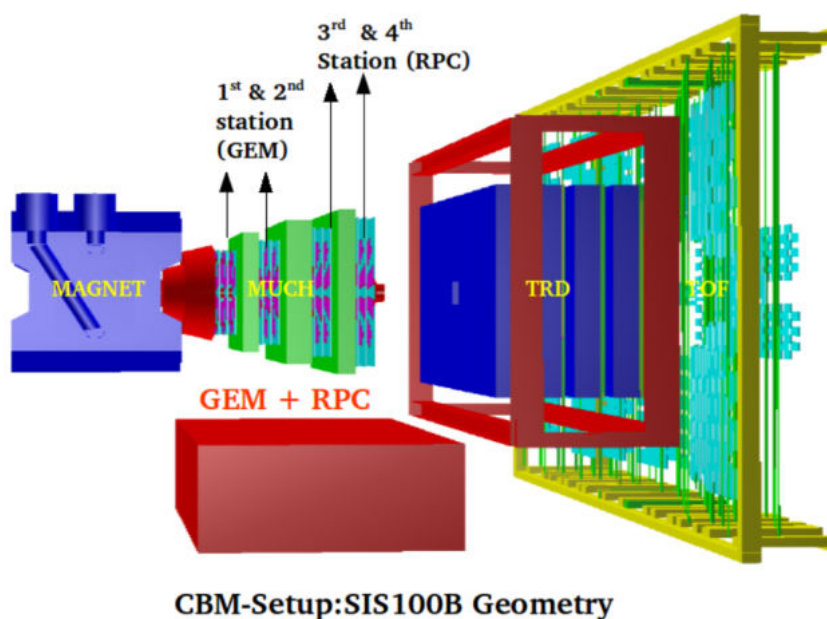 3rd & 4th
Station (RPC)
1st & 2nd
station
(GEM)
MAGNET
MUCH
TRD
TOF
GEM + RPC
CBM-Setup:SIS100B Geometry